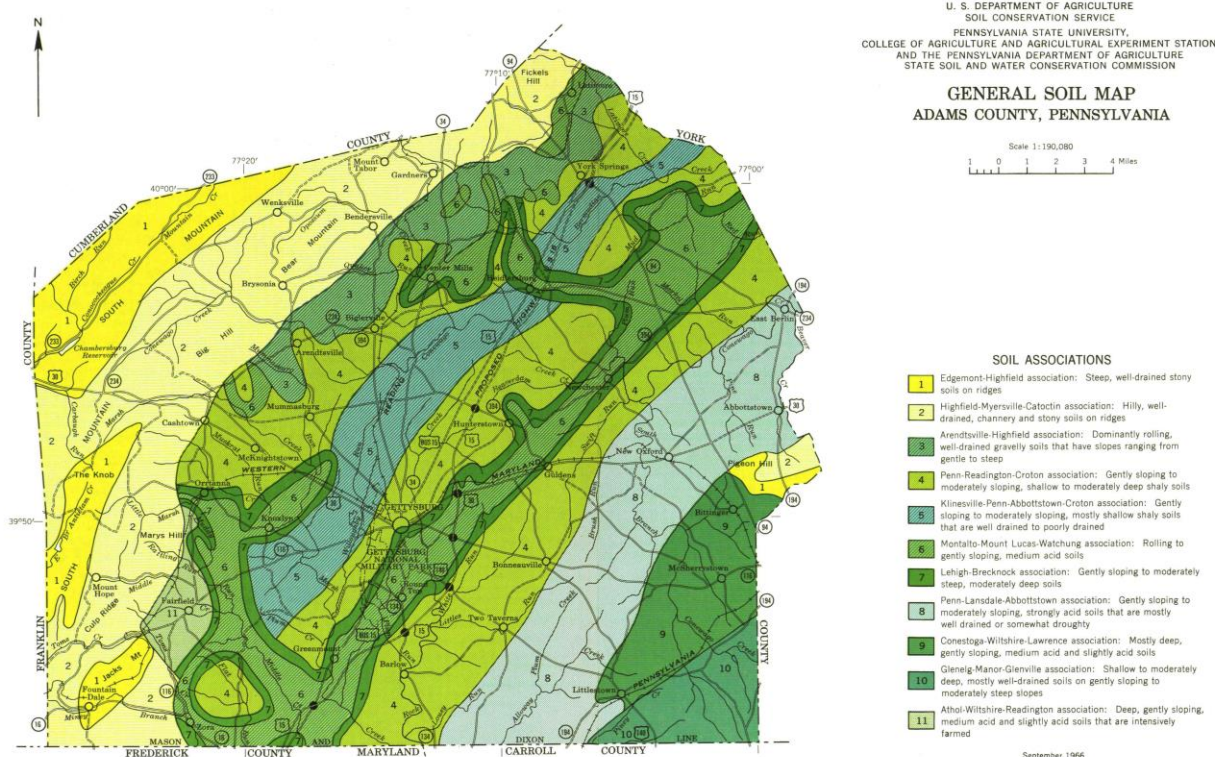 U. S. DEPARTMENT OF AGRICULTURE
SOIL CONSERVATION SERVICE
PENNSYLVANIA STATE UNIVERSITY,
COLLEGE OF AGRICULTURE AND AGRICULTURAL EXPERIMENT STATION
AND THE PENNSYLVANIA DEPARTMENT OF AGRICULTURE
STATE SOIL AND WATER CONSERVATION COMMISSION
GENERAL SOIL MAP
ADAMS COUNTY, PENNSYLVANIA
Scale 1:190,080
1 0 1 2 3 4 Miles
N
77°10'
94
Fickels
Hill
Latimore
15
34
YORK
COUNTY
77°20'
Mount
Tabor
Gardners
York Springs
77°00'
40°00'
233
CUMBERLAND
Wenksville
Opossum
Bear
Mountain
Bendersville
MOUNTAIN
SOUTH
Brysonia
Center Mills
Heidlersburg
Biglerville
Arendtsville
Chambersburg
Reservoir
COUNTY
Big Hill
East Berlin
Abbottstown
Mummasburg
Cashtown
Hunterstown
McKnightstown
WESTERN
READING
PROPOSED
MARYLAND
New Oxford
Guldens
Pigeon Hill
The Knob
Orrtanna
39°50'
GETTYSBURG
GETTYSBURG
NATIONAL
MILITARY PARK
Marys Hill
Bittinger
McSherrystown
Bonneauville
Mount
Hope
Culp Ridge
Fairfield
Round
Two Taverns
Greenmount
Barlow
PENNSYLVANIA
Littlestown
FRANKLIN
SOUTH
MOUNTAIN
Jacks Mt
Fountain
Dale
Zora
COUNTY
MASON AND DIXON LINE
FREDERICK COUNTY MARYLAND CARROLL COUNTY
SOIL ASSOCIATIONS
1 Edgemont-Highfield association: Steep, well-drained stony
soils on ridges
2 Highfield-Myersville-Catoctin association: Hilly, well-
drained, channery and stony soils on ridges
3 Arendtsville-Highfield association: Dominantly rolling,
well-drained gravelly soils that have slopes ranging from
gentle to steep
4 Penn-Readington-Croton association: Gently sloping to
moderately sloping, shallow to moderately deep shaly soils
5 Klinesville-Penn-Abbottstown-Croton association: Gently
sloping to moderately sloping, mostly shallow shaly soils
that are well drained to poorly drained
6 Montalto-Mount Lucas-Watchung association: Rolling to
gently sloping, medium acid soils
7 Lehigh-Brecknock association: Gently sloping to moderately
steep, moderately deep soils
8 Penn-Lansdale-Abbottstown association: Gently sloping to
moderately sloping, strongly acid soils that are mostly
well drained or somewhat droughty
9 Conestoga-Wiltshire-Lawrence association: Mostly deep,
gently sloping, medium acid and slightly acid soils
10 Glenelg-Manor-Glenville association: Shallow to moderately
deep, mostly well-drained soils on gently sloping to
moderately steep slopes
11 Athol-Wiltshire-Readington association: Deep, gently sloping,
medium acid and slightly acid soils that are intensively
farmed
September 1966